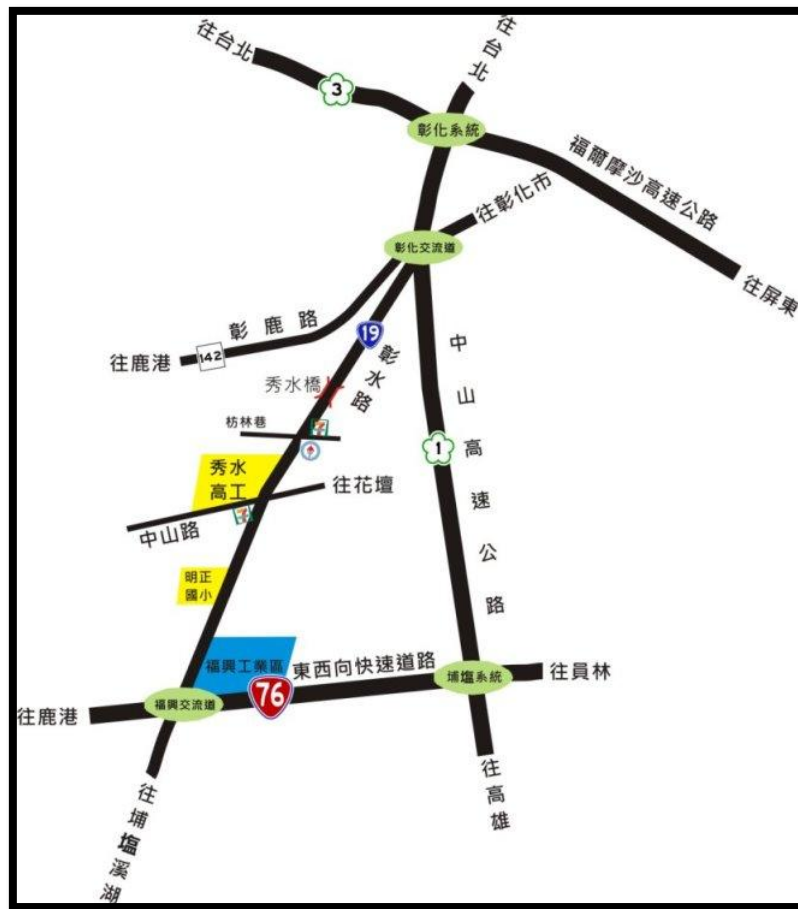 往台北
往台北
3
彰化系統
福爾摩沙高速公路
往彰化市
彰化交流道
往屏東
彰鹿路
19
142
往鹿港
彰水路
中山高速公路
秀水橋
枋林巷
7
1
秀水
高工
往花壇
7
中山路
明正
國小
福興工業區
東西向快速道路
埔塩系統
往員林
76
福興交流道
往鹿港
往高雄
往埔塩溪湖